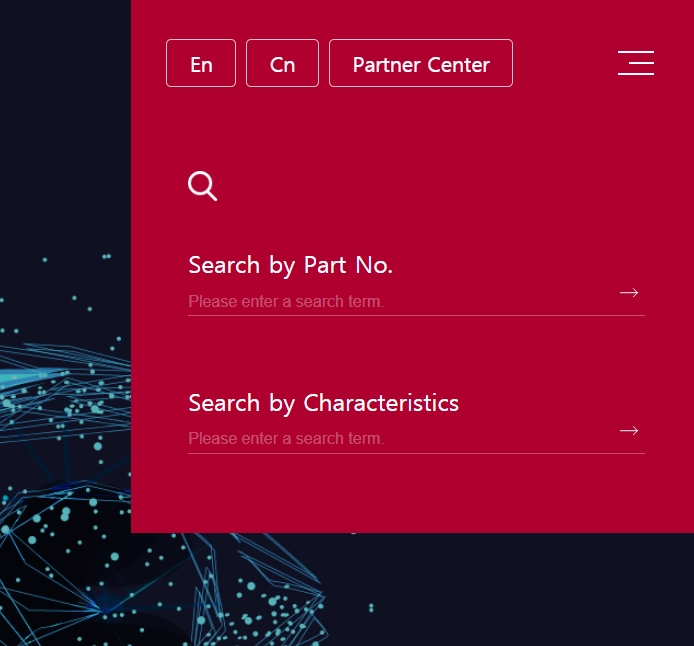 En Cn Partner Center
Search by Part No.
Please enter a search term.
Search by Characteristics
Please enter a search term.